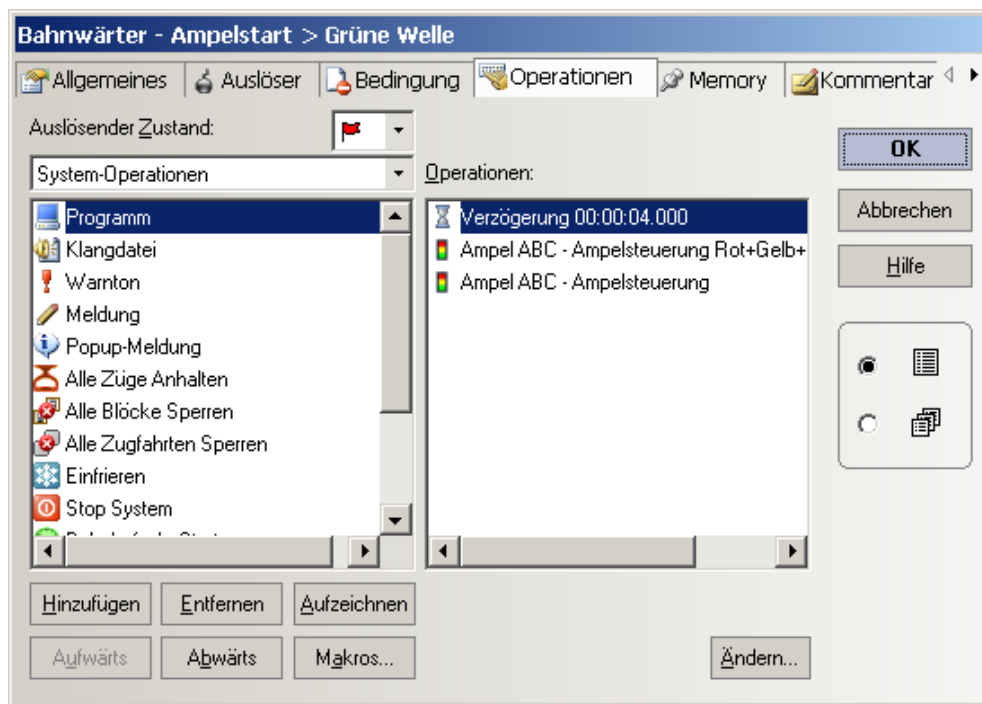 Bahnwärter - Ampelstart > Grüne Welle
Allgemeines Auslöser Bedingung Operationen Memory Kommentar
Auslösender Zustand:
System-Operationen
Operationen:
Programm
Klangdatei
Warnton
Meldung
Popup-Meldung
Alle Züge Anhalten
Alle Blöcke Sperren
Alle Zugfahrten Sperren
Einfrieren
Stop System
Verzögerung 00:00:04.000
Ampel ABC - Ampelsteuerung Rot+Gelb+
Ampel ABC - Ampelsteuerung
OK
Abbrechen
Hilfe
Hinzufügen Entfernen Aufzeichnen
Aufwärts Abwärts Makros... Ändern...